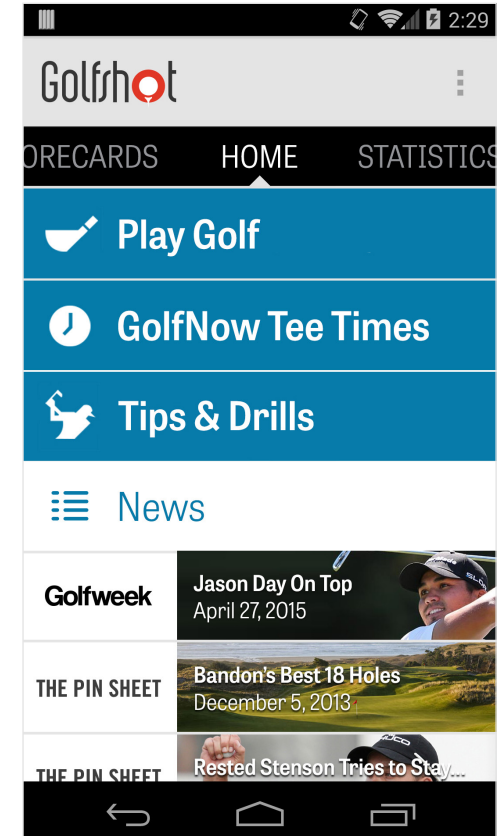 2:29
Golfshot
ORECARDS HOME STATISTICS
Play Golf
GolfNow Tee Times
Tips & Drills
News
Golfweek
Jason Day On Top
April 27, 2015
THE PIN SHEET
Bandon's Best 18 Holes
December 5, 2013
THE PIN SHEET
Rested Stenson Tries to Stay...